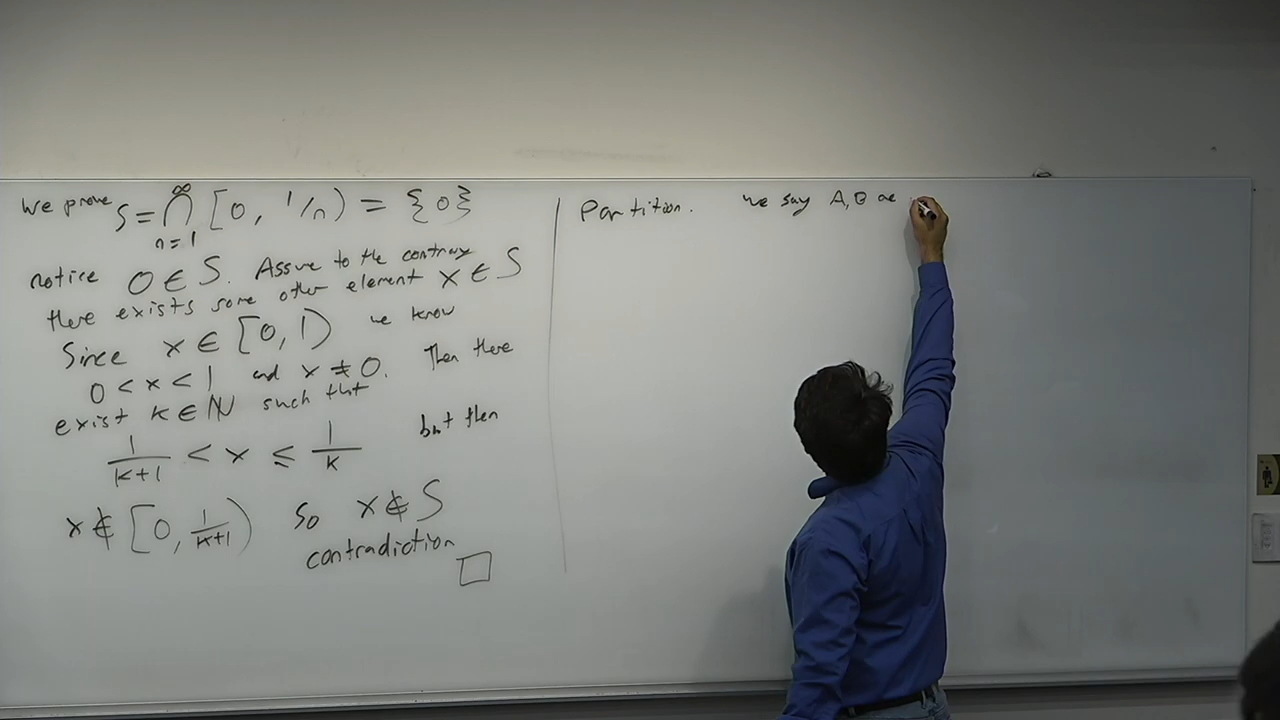 We prove S = ∞ ⋂ n=1 [0, 1/n) = {0}
notice 0 ∈ S. Assume to the contrary
there exists some other element x ∈ S
Since x ∈ [0, 1) we know
0 < x < 1 and x ≠ 0. Then there
exist k ∈ ℕ such that
1/(k+1) < x ≤ 1/k but then
x ∉ [0, 1/(k+1)) so x ∉ S
contradiction □
Partition. we say A, B are